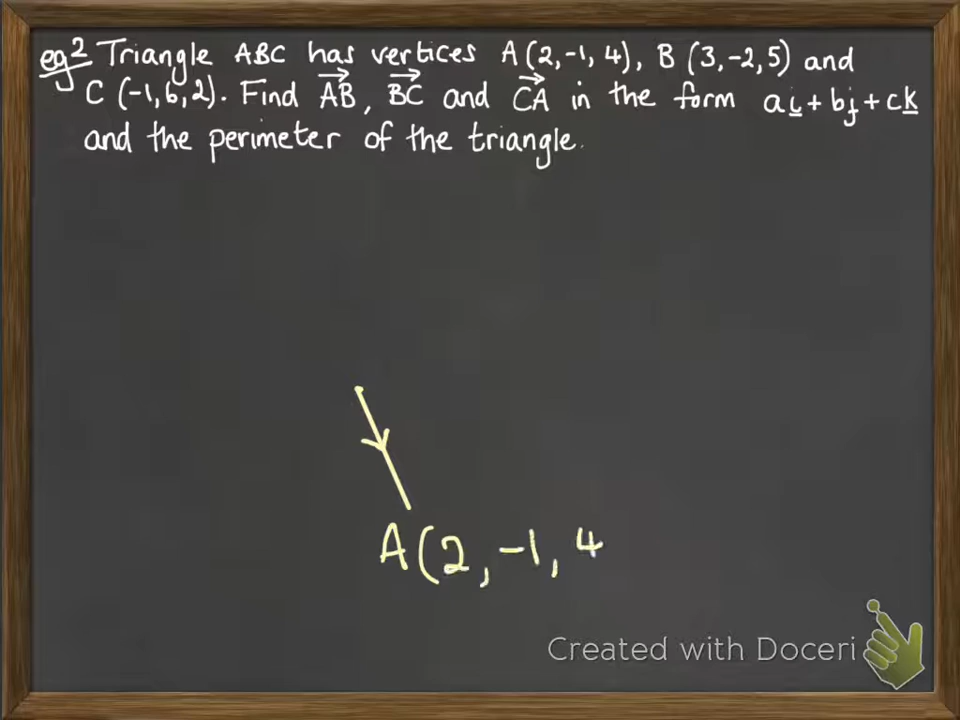 eg2 Triangle ABC has vertices A(2,-1,4), B (3,-2,5) and
C (-1,6,2). Find AB, BC and CA in the form ai+bj+ck
and the perimeter of the triangle.
A(2,-1,4
Created with Doceri